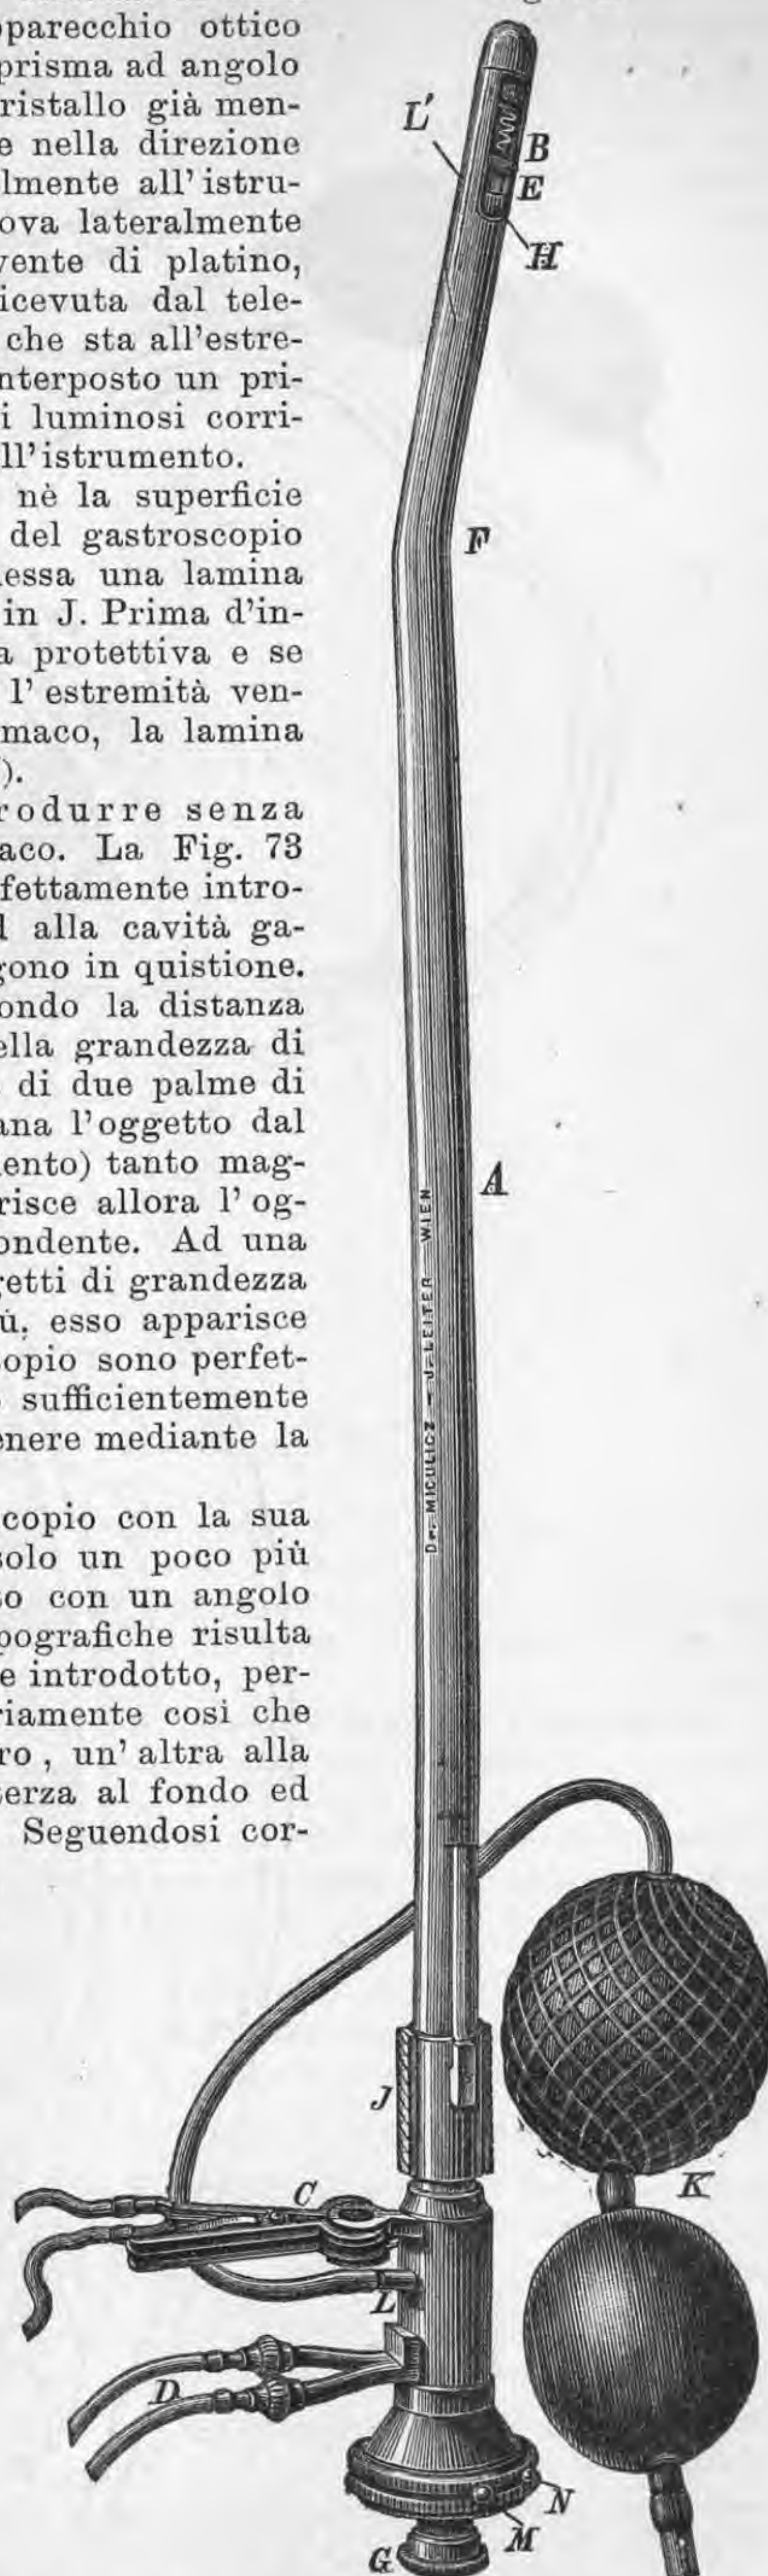 pparecchio ottico
prisma ad angolo
ristallo già men-
e nella direzione
lmente all' istru-
ova lateralmente
vente di platino,
icevuta dal tele-
che sta all'estre-
nterposto un pri-
i luminosi corri-
ll' istrumento.
nè la superficie
del gastroscopio
essa una lamina
in J. Prima d'in-
a protettiva e se
l' estremità ven-
maco, la lamina
).
rodurre senza
aco. La Fig. 73
fettamente intro-
l alla cavità ga-
gono in quistione.
ondo la distanza
ella grandezza di
di due palme di
ana l'oggetto dal
ento) tanto mag-
risce allora l' og-
ondente. Ad una
getti di grandezza
ù, esso apparisce
opio sono perfet-
sufficientemente
enere mediante la
copio con la sua
solo un poco più
so con un angolo
pografiche risulta
e introdotto, per-
riamente così che
ro , un' altra alla
terza al fondo ed
Seguendosi cor-
L'
B
E
H
F
A
Dr. MICULICZ – J. LEITER WIEN
J
K
C
L
D
N
M
G